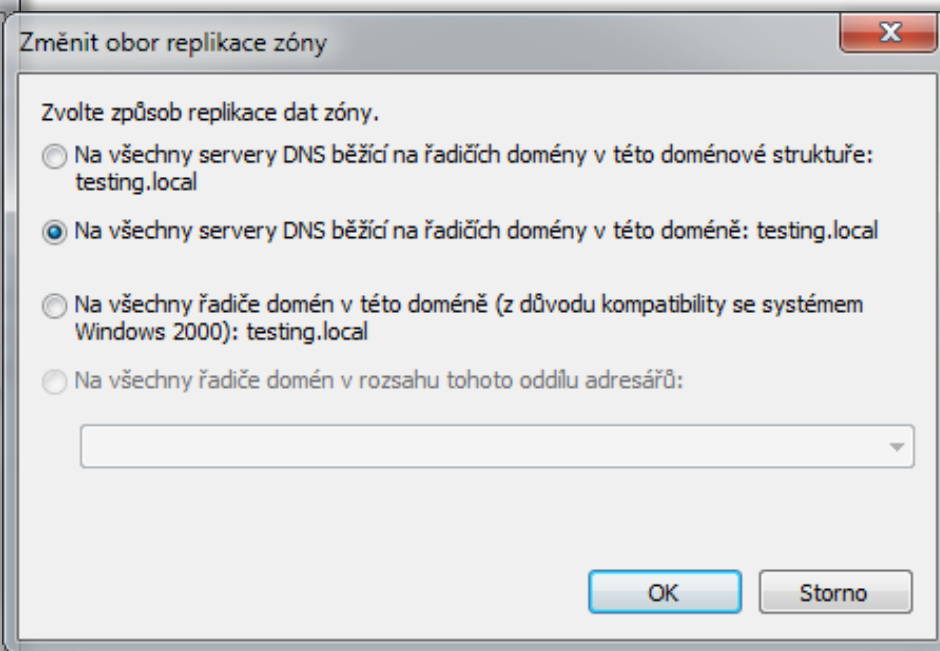 Změnit obor replikace zóny
Zvolte způsob replikace dat zóny.
Na všechny servery DNS běžící na řadičích domény v této doménové struktuře:
testing.local
Na všechny servery DNS běžící na řadičích domény v této doméně: testing.local
Na všechny řadiče domén v této doméně (z důvodu kompatibility se systémem
Windows 2000): testing.local
Na všechny řadiče domén v rozsahu tohoto oddílu adresářů:
OK
Storno